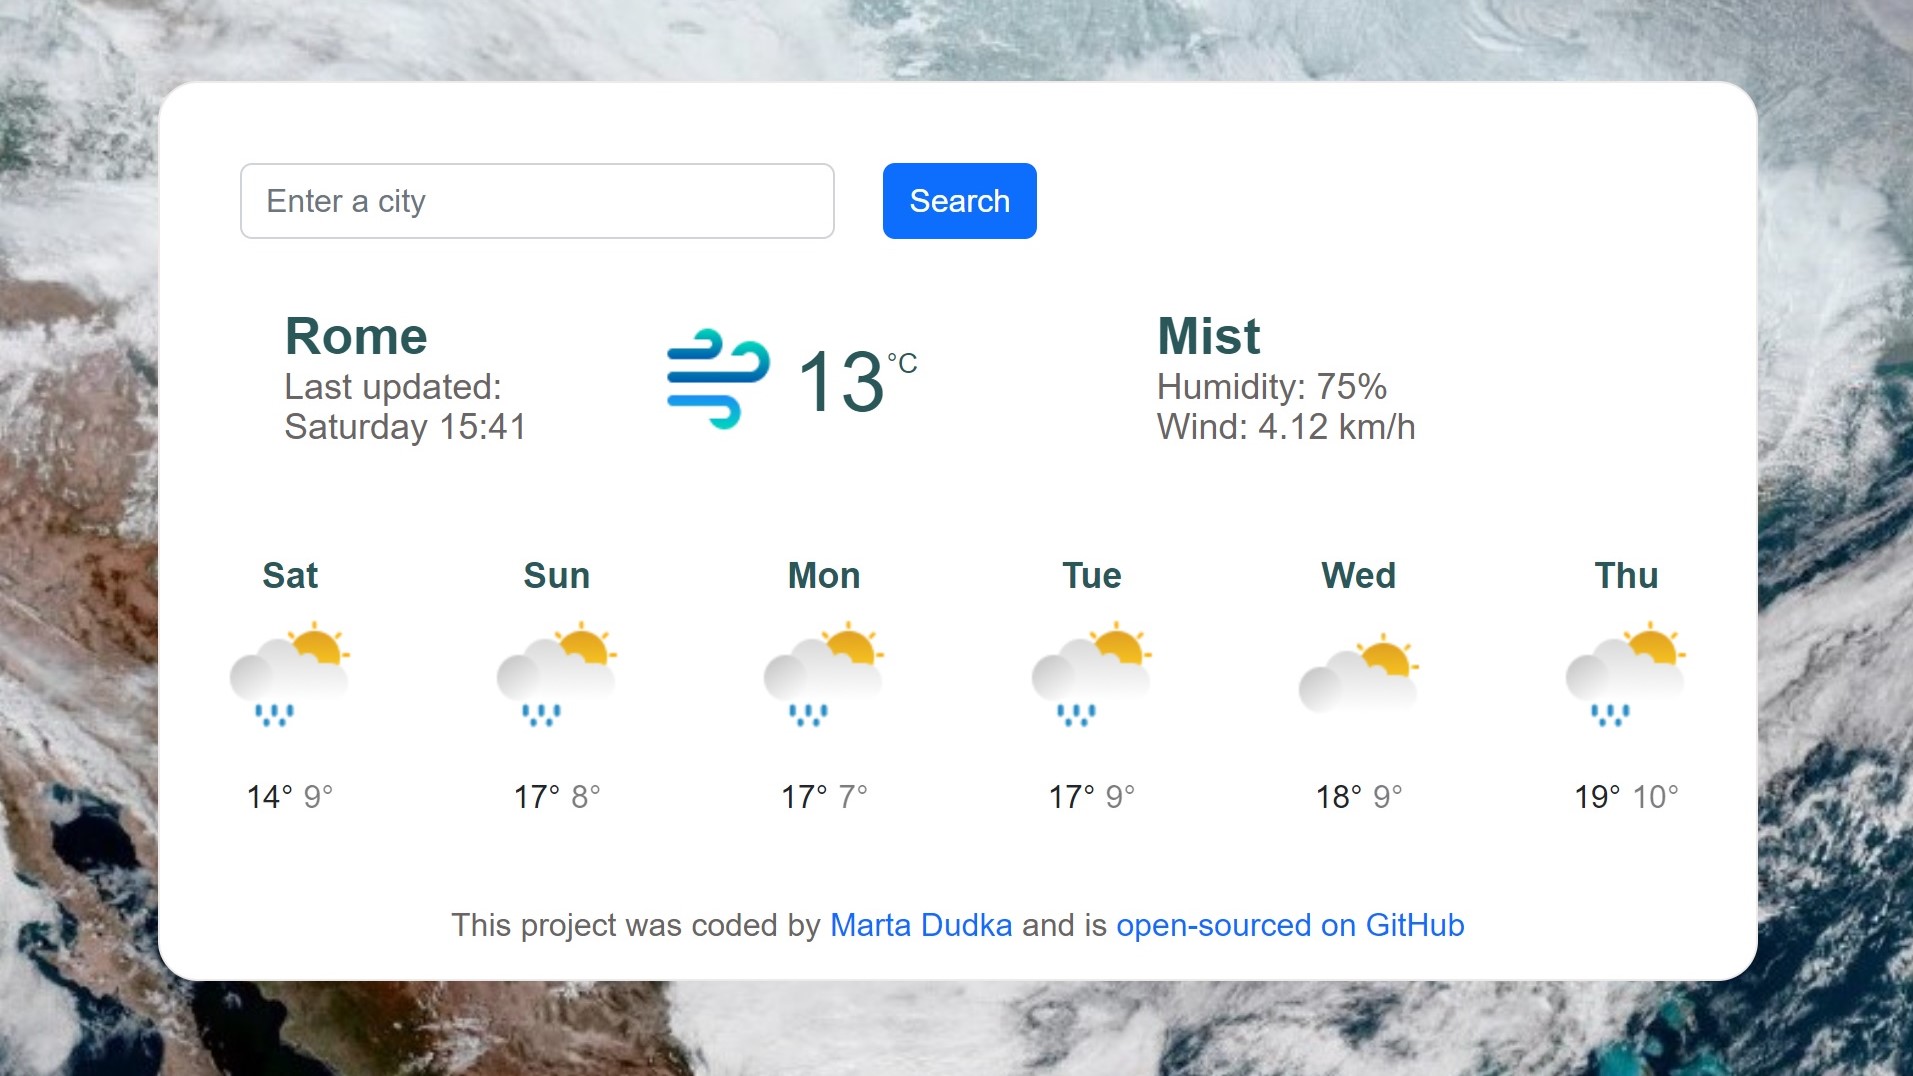 Enter a city
Search
Rome
Last updated:
Saturday 15:41
13°C
Mist
Humidity: 75%
Wind: 4.12 km/h
Sat Sun Mon Tue Wed Thu
14° 9° 17° 8° 17° 7° 17° 9° 18° 9° 19° 10°
This project was coded by Marta Dudka and is open-sourced on GitHub